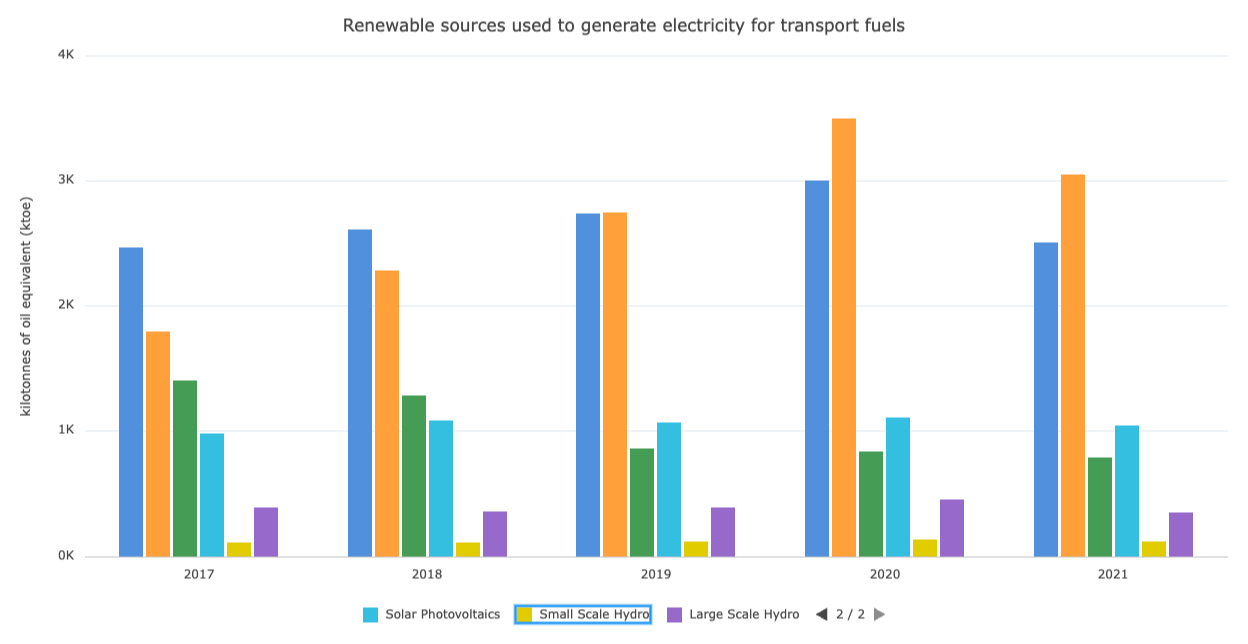 Renewable sources used to generate electricity for transport fuels
4K
3K
2K
1K
0K
kilotonnes of oil equivalent (ktoe)
2017 2018 2019 2020 2021
Solar Photovoltaics Small Scale Hydro Large Scale Hydro 2 / 2